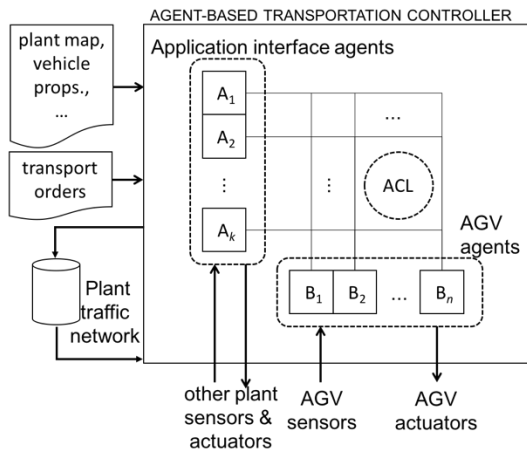 AGENT-BASED TRANSPORTATION CONTROLLER
plant map,
vehicle
props.,
...
Application interface agents
A1
A2
⋮
Ak
...
⋮
ACL
transport
orders
AGV
agents
B1 B2 ... Bn
Plant
traffic
network
other plant
sensors &
actuators
AGV
sensors
AGV
actuators